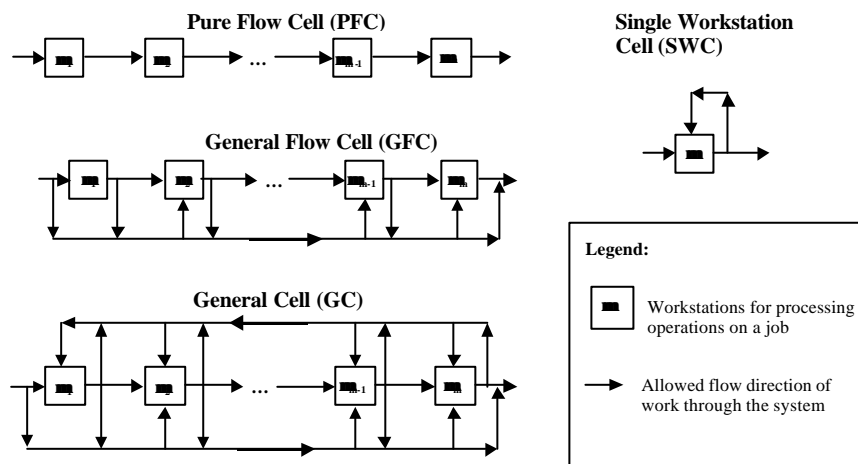 Pure Flow Cell (PFC)
...
General Flow Cell (GFC)
...
General Cell (GC)
...
Single Workstation
Cell (SWC)
Legend:
Workstations for processing
operations on a job
Allowed flow direction of
work through the system